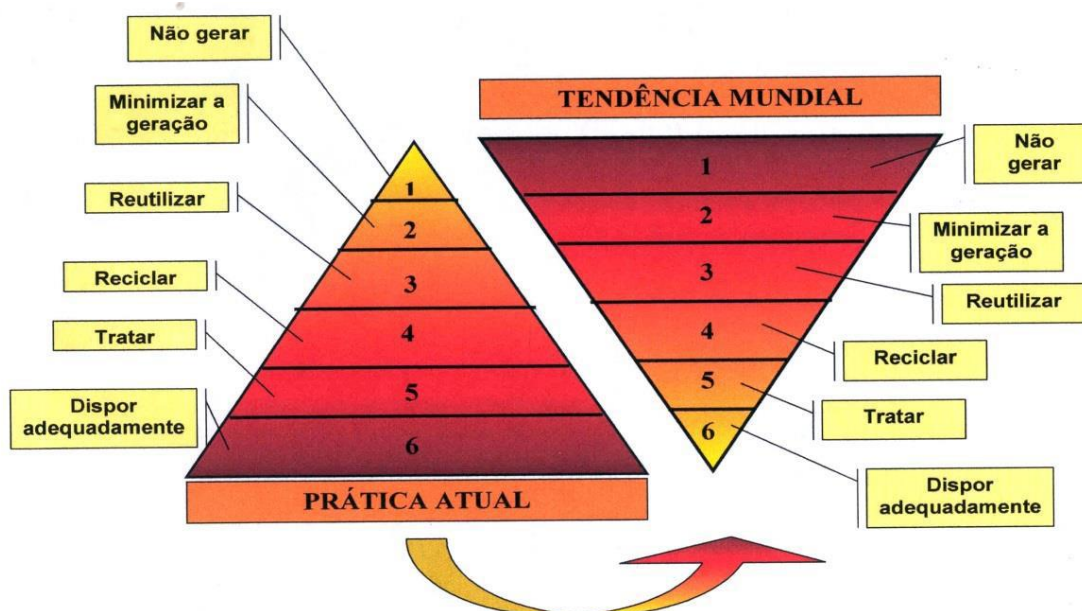 Não gerar
Minimizar a
geração
Reutilizar
Reciclar
Tratar
Dispor
adequadamente
1
2
3
4
5
6
PRÁTICA ATUAL
TENDÊNCIA MUNDIAL
1
2
3
4
5
6
Não
gerar
Minimizar a
geração
Reutilizar
Reciclar
Tratar
Dispor
adequadamente